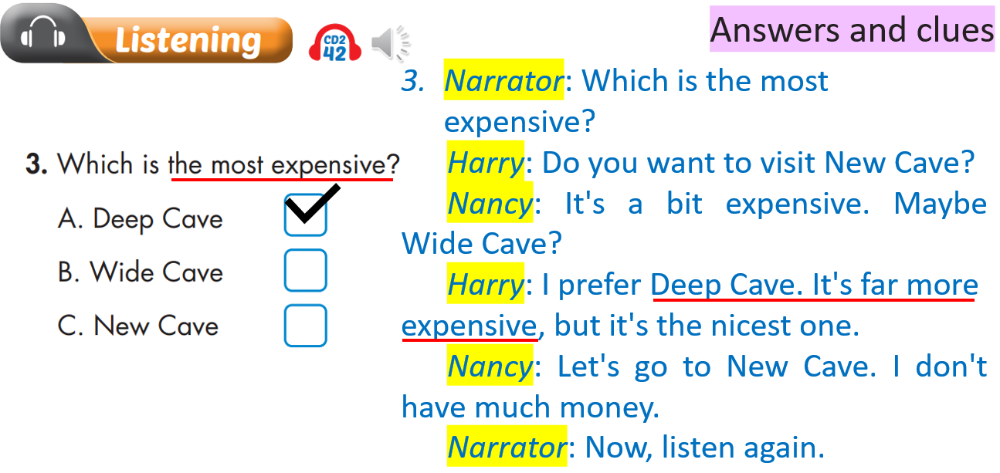 Listening
CD2
42
Answers and clues
3. Which is the most expensive?
A. Deep Cave
B. Wide Cave
C. New Cave
3. Narrator: Which is the most
expensive?
Harry: Do you want to visit New Cave?
Nancy: It's a bit expensive. Maybe
Wide Cave?
Harry: I prefer Deep Cave. It's far more
expensive, but it's the nicest one.
Nancy: Let's go to New Cave. I don't
have much money.
Narrator: Now, listen again.